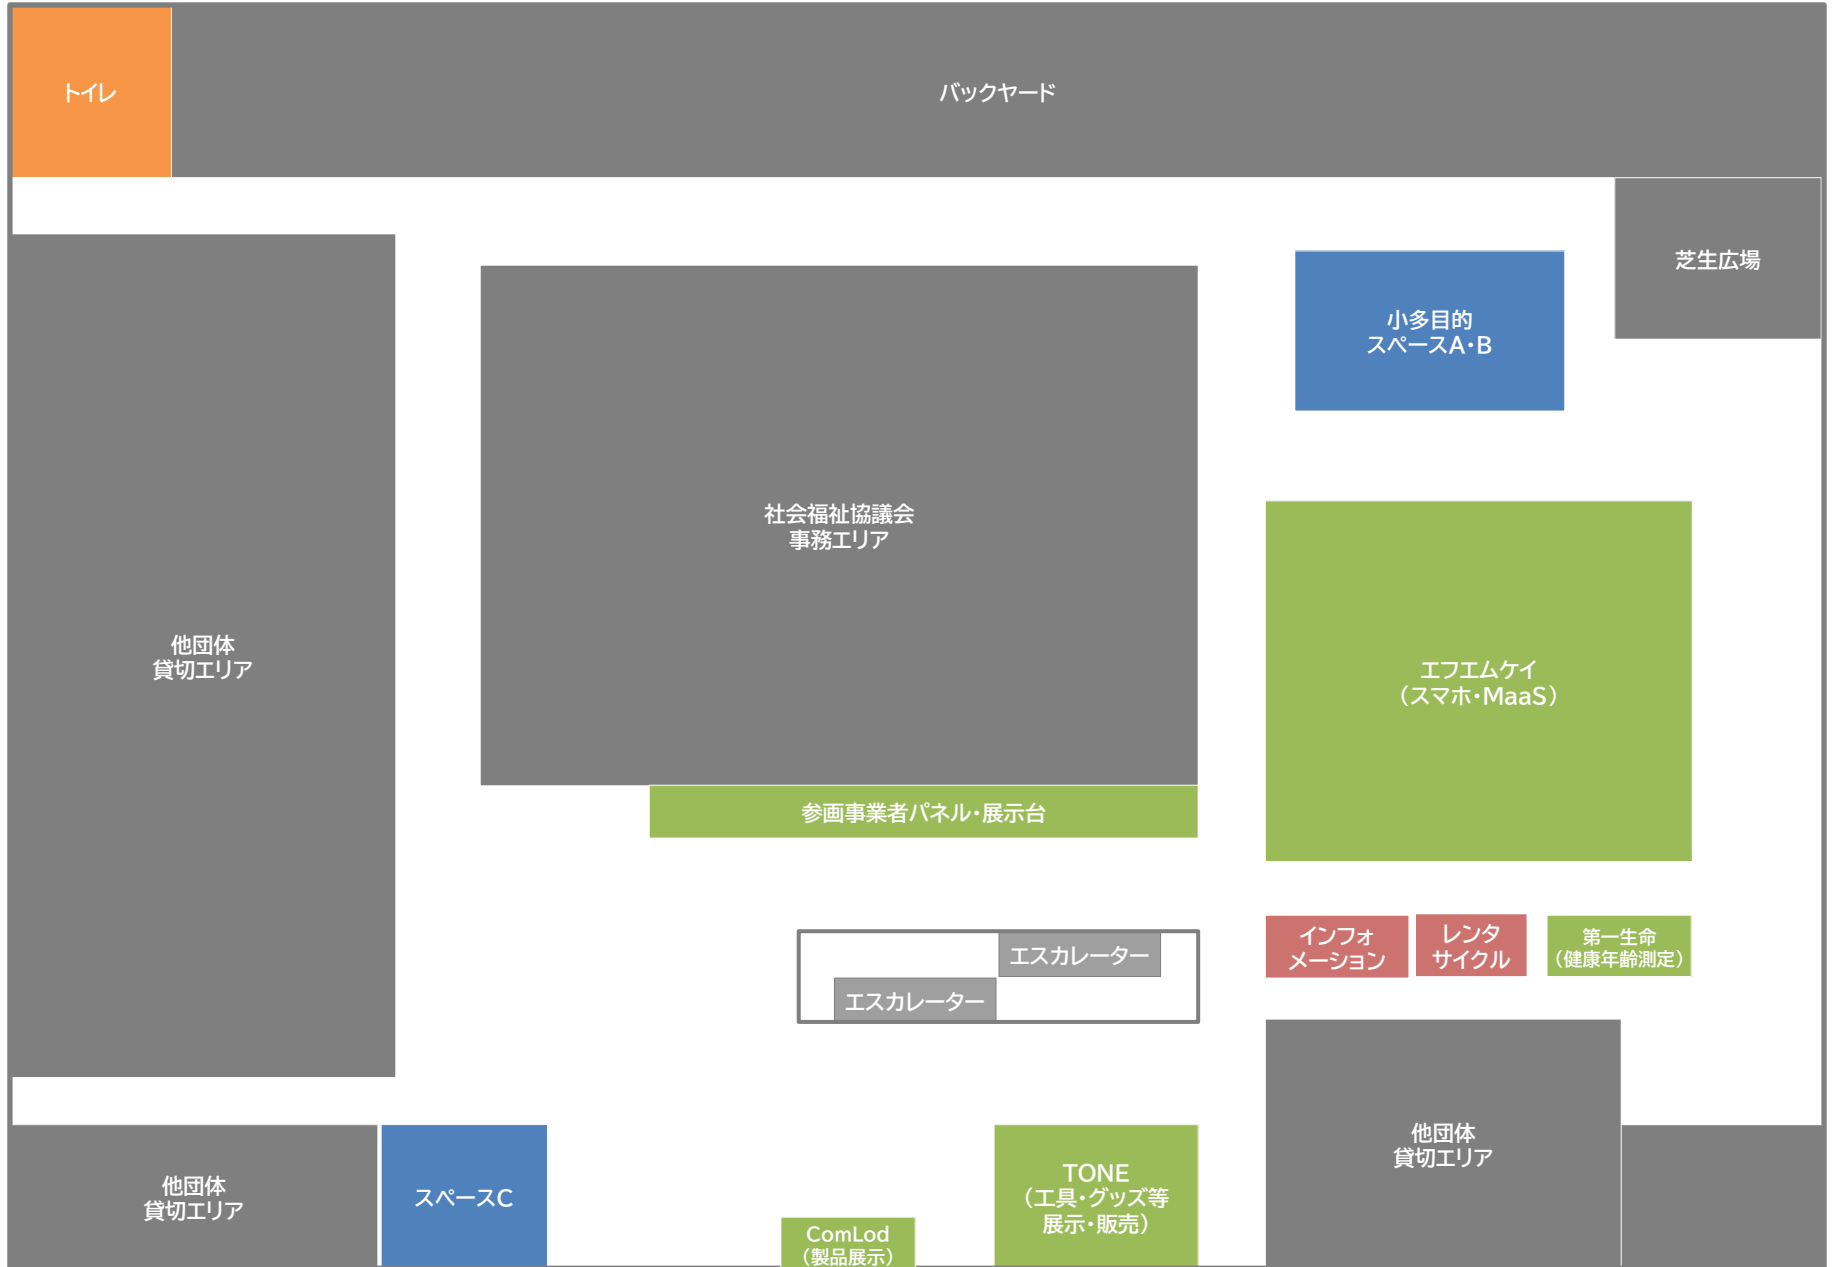 トイレ
バックヤード
芝生広場
小多目的
スペースA・B
社会福祉協議会
事務エリア
他団体
貸切エリア
エフエムケイ
（スマホ・MaaS）
参画事業者パネル・展示台
インフォ
メーション
レンタ
サイクル
第一生命
（健康年齢測定）
エスカレーター
エスカレーター
他団体
貸切エリア
他団体
貸切エリア
スペースC
TONE
（工具・グッズ等
展示・販売）
ComLod
（製品展示）